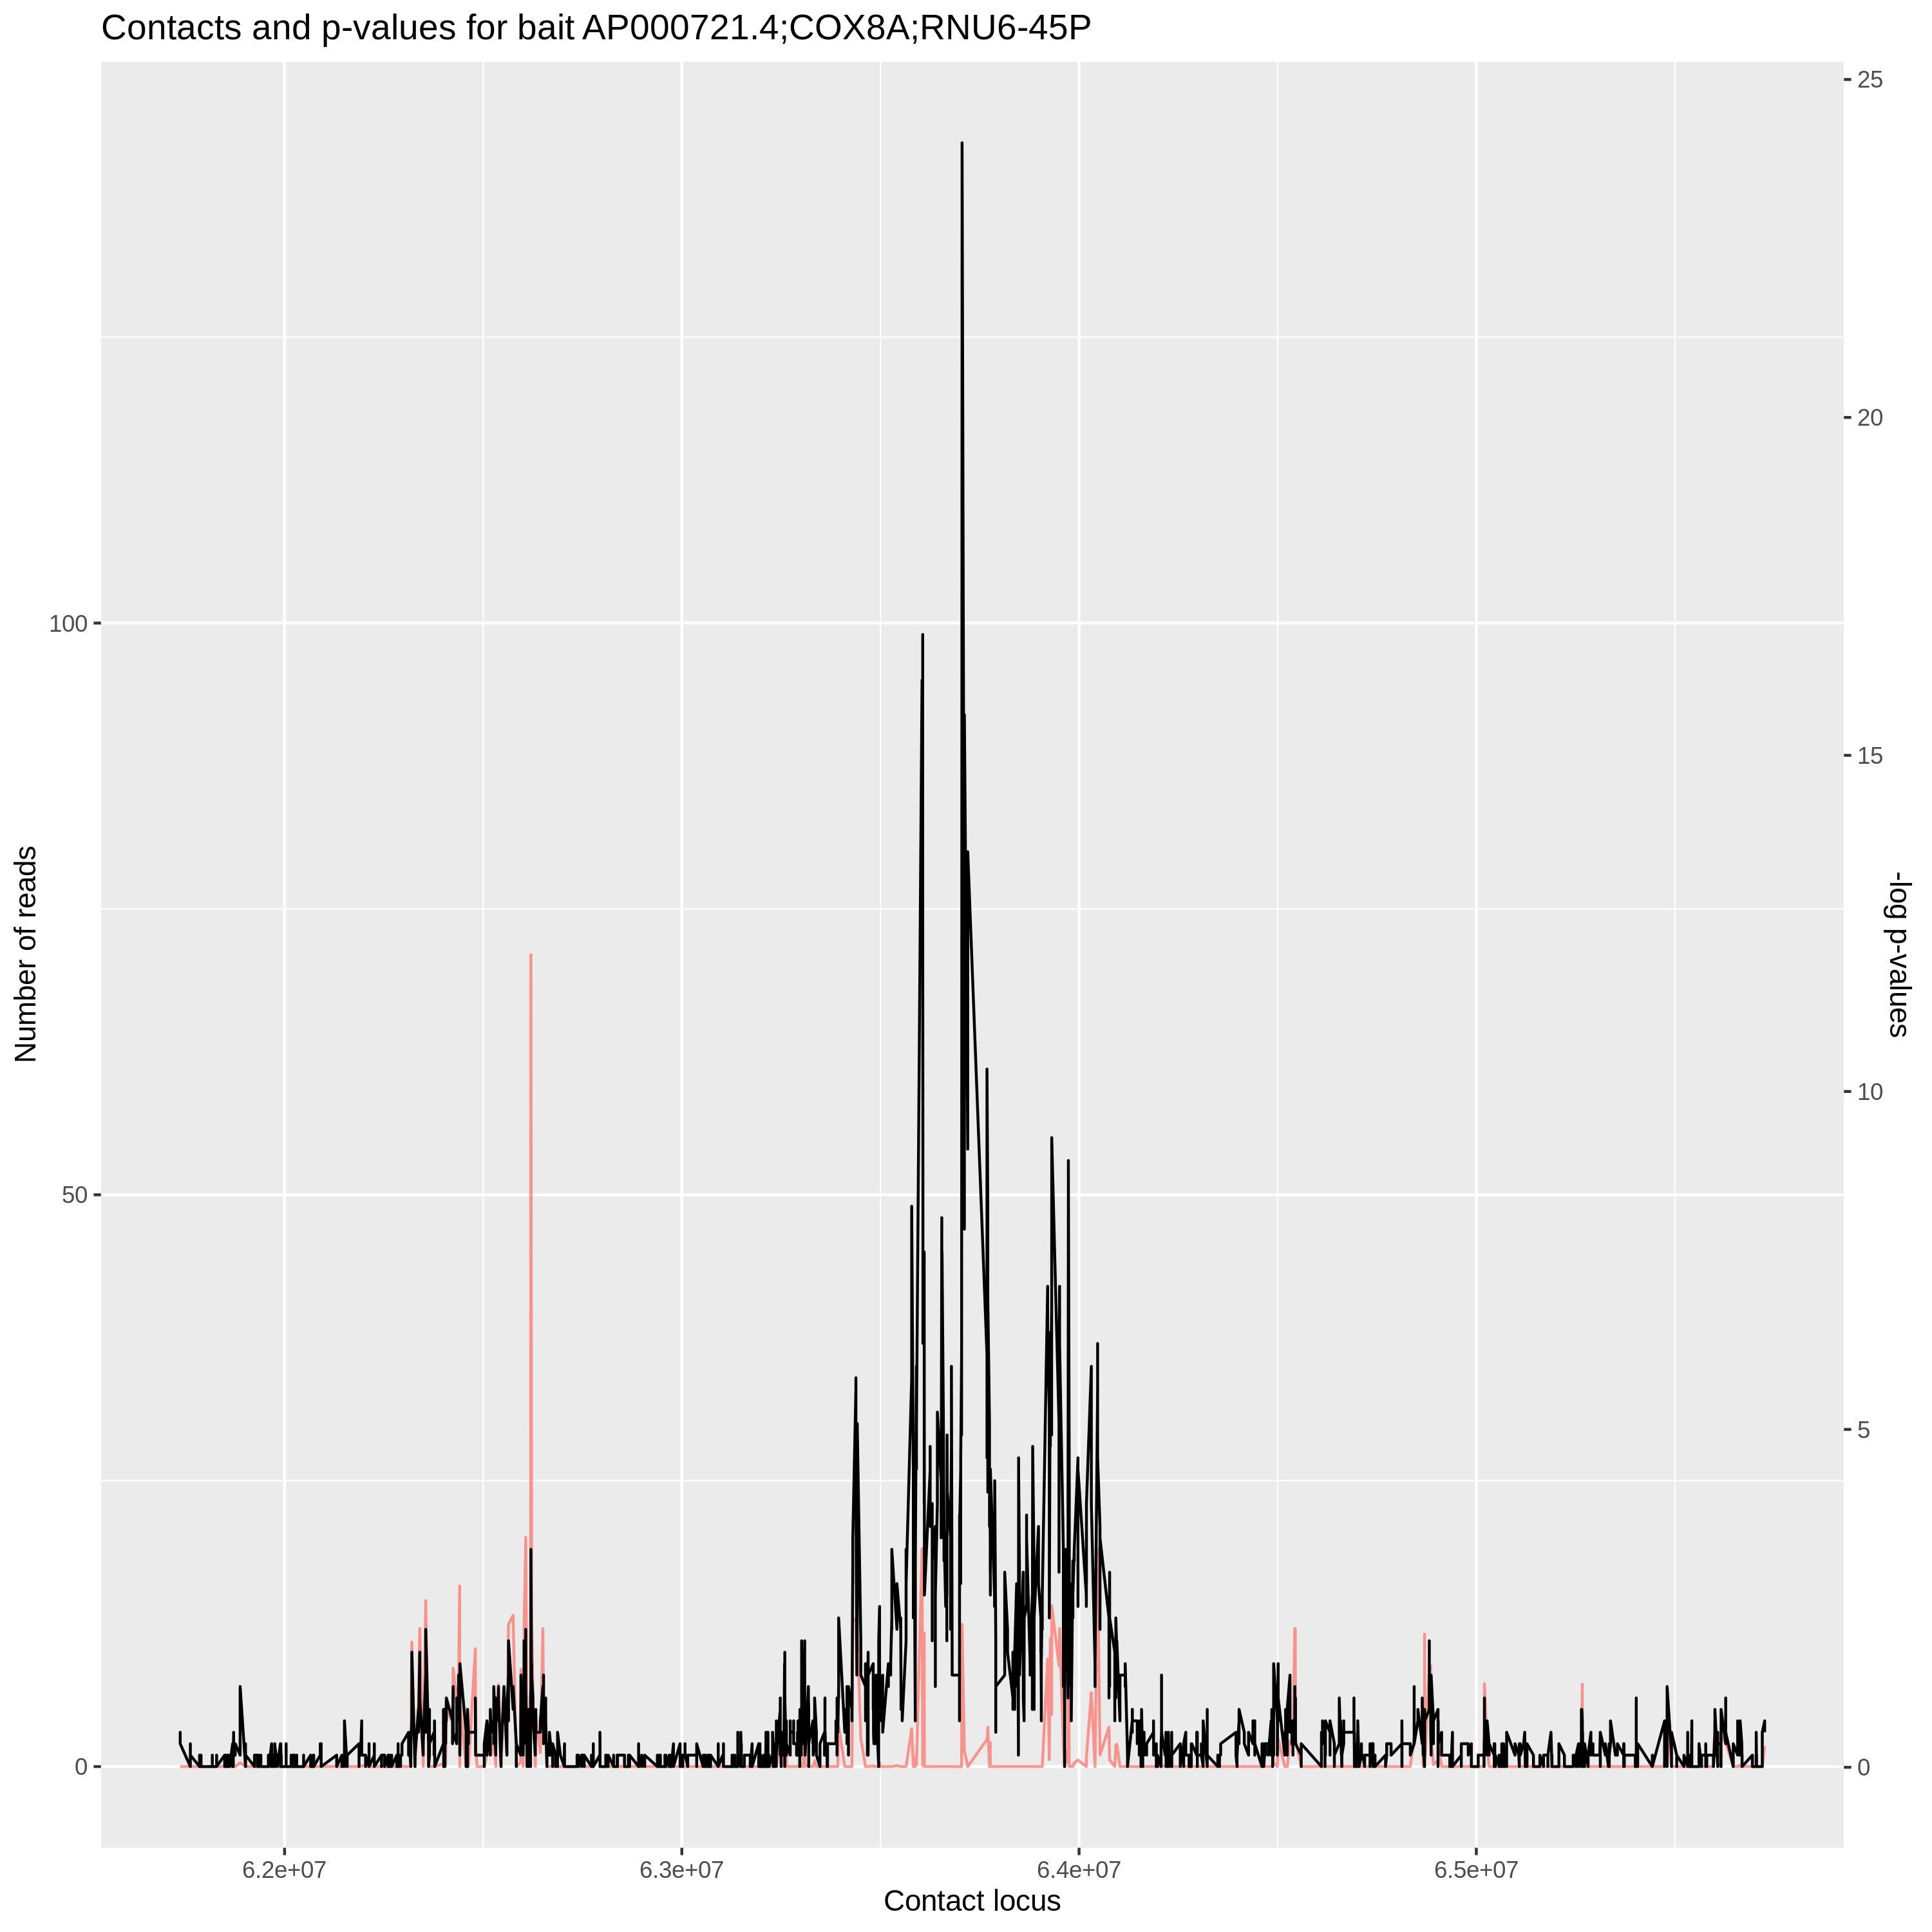 Contacts and p-values for bait AP000721.4;COX8A;RNU6-45P
25
20
15
10
5
0
100
50
0
Number of reads
-log p-values
6.2e+07
6.3e+07
6.4e+07
6.5e+07
Contact locus